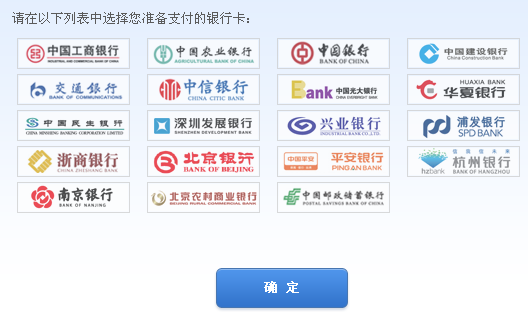 请在以下列表中选择您准备支付的银行卡：
中国工商银行
INDUSTRIAL AND COMMERCIAL BANK OF CHINA
中国农业银行
AGRICULTURAL BANK OF CHINA
中国银行
BANK OF CHINA
中国建设银行
China Construction Bank
交通银行
BANK OF COMMUNICATIONS
中信银行
CHINA CITIC BANK
Bank 中国光大银行
CHINA EVERBRIGHT BANK
HUAXIA BANK
华夏银行
中国民生银行
CHINA MINSHENG BANKING CORPORATION LIMITED
深圳发展银行
SHENZHEN DEVELOPMENT BANK
兴业银行
INDUSTRIAL BANK CO.,LTD.
浦发银行
SPD BANK
浙商银行
CHINA ZHESHANG BANK
北京银行
BANK OF BEIJING
中国平安
平安银行
PING AN BANK
杭州银行
hzbank BANK OF HANGZHOU
南京银行
BANK OF NANJING
北京农村商业银行
BEIJING RURAL COMMERCIAL BANK
中国邮政储蓄银行
POSTAL SAVINGS BANK OF CHINA
确 定